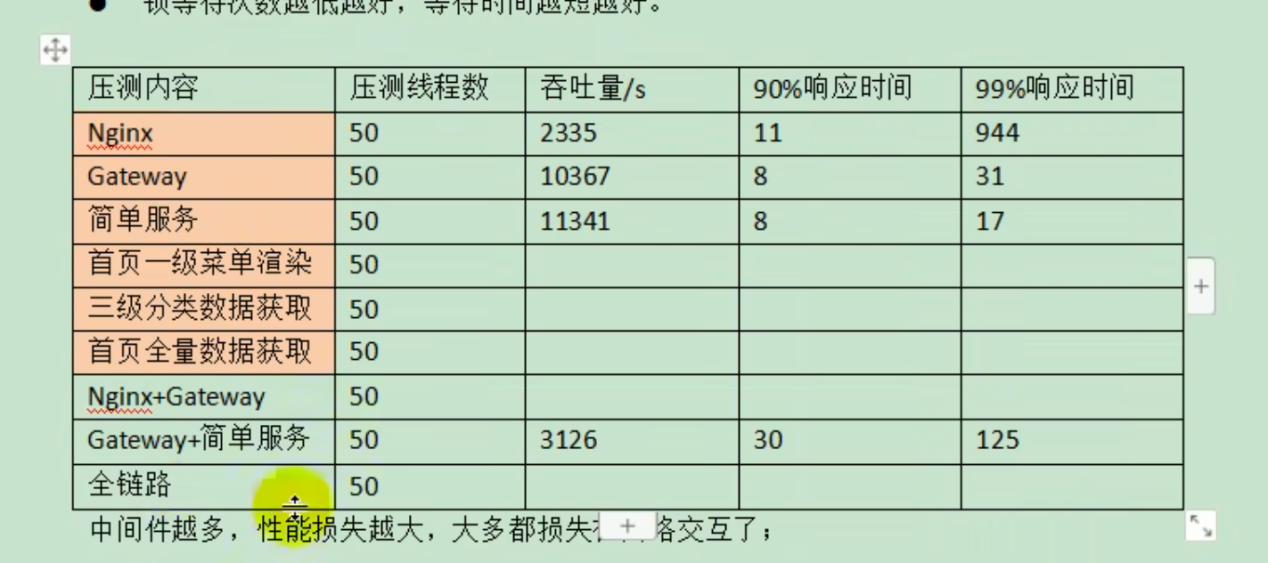 锁等待次数越低越好，等待时间越短越好。
压测内容 压测线程数 吞吐量/s 90%响应时间 99%响应时间
Nginx 50 2335 11 944
Gateway 50 10367 8 31
简单服务 50 11341 8 17
首页一级菜单渲染 50
三级分类数据获取 50
首页全量数据获取 50
Nginx+Gateway 50
Gateway+简单服务 50 3126 30 125
全链路 50
中间件越多，性能损失越大，大多都损失 交互了；